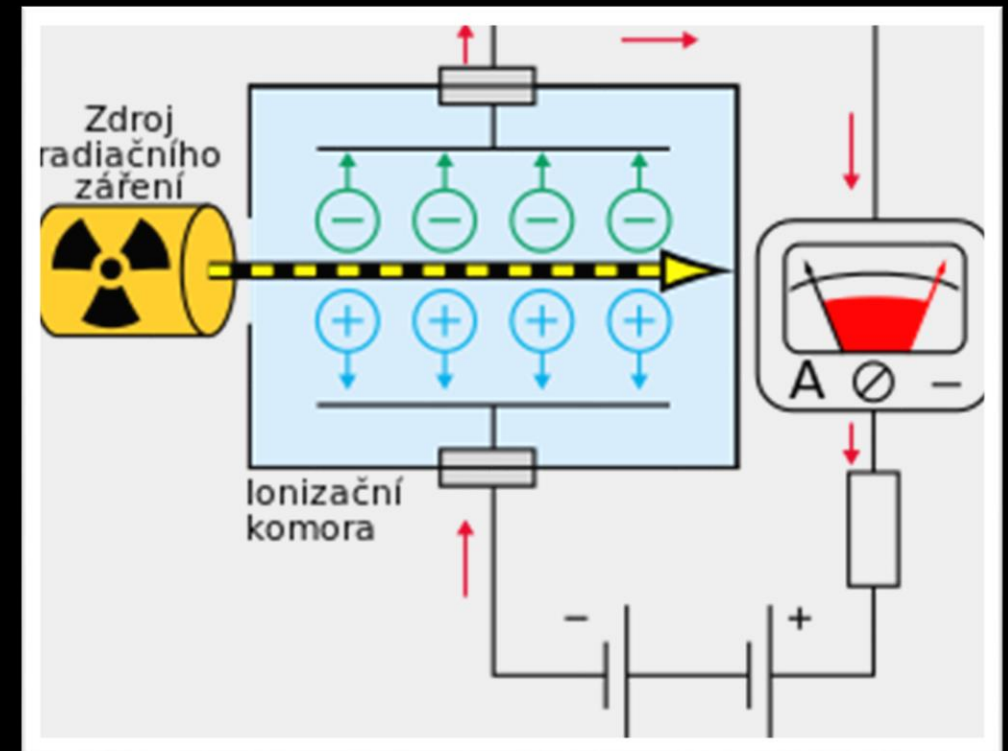 Zdroj
radiačního
záření
A
–
Ionizační
komora
–
+